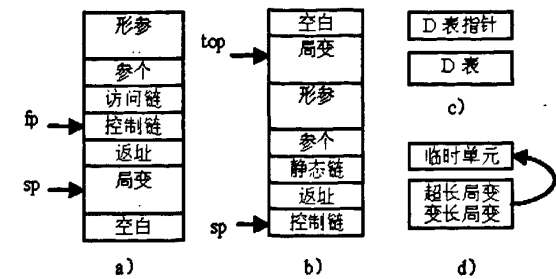 形参
..
参个
访问链
fp
控制链
返址
sp
局变
空白
a)
空白
top
局变
形参
参个
静态链
返址
sp
控制链
b)
D 表指针
D 表
c)
临时单元
超长局变
变长局变
d)